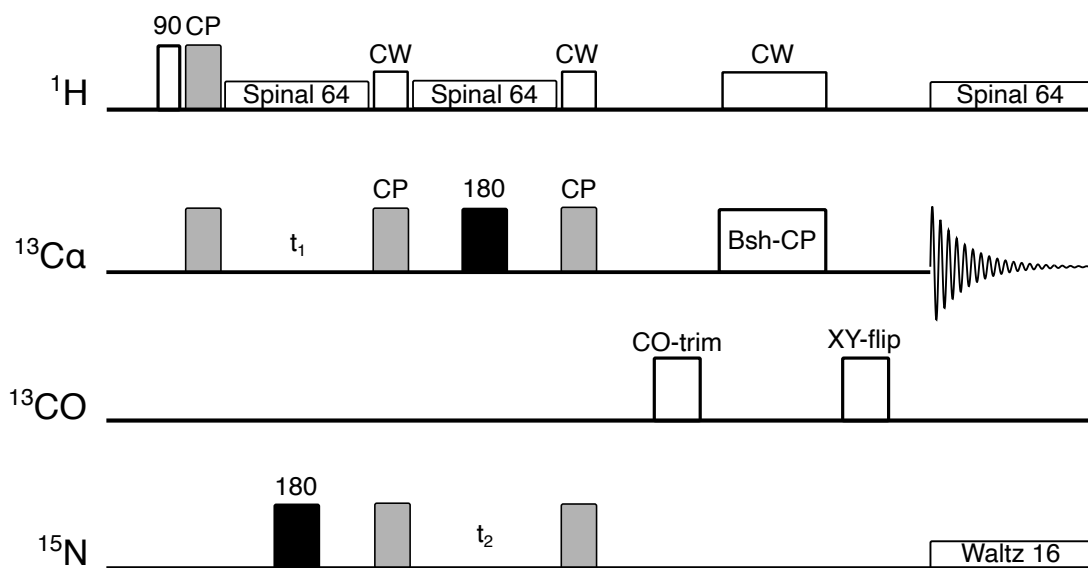 90 CP
CW CW CW
¹H Spinal 64 Spinal 64 Spinal 64
CP 180 CP
¹³Cα t₁ Bsh-CP
CO-trim XY-flip
¹³CO
180
¹⁵N t₂ Waltz 16